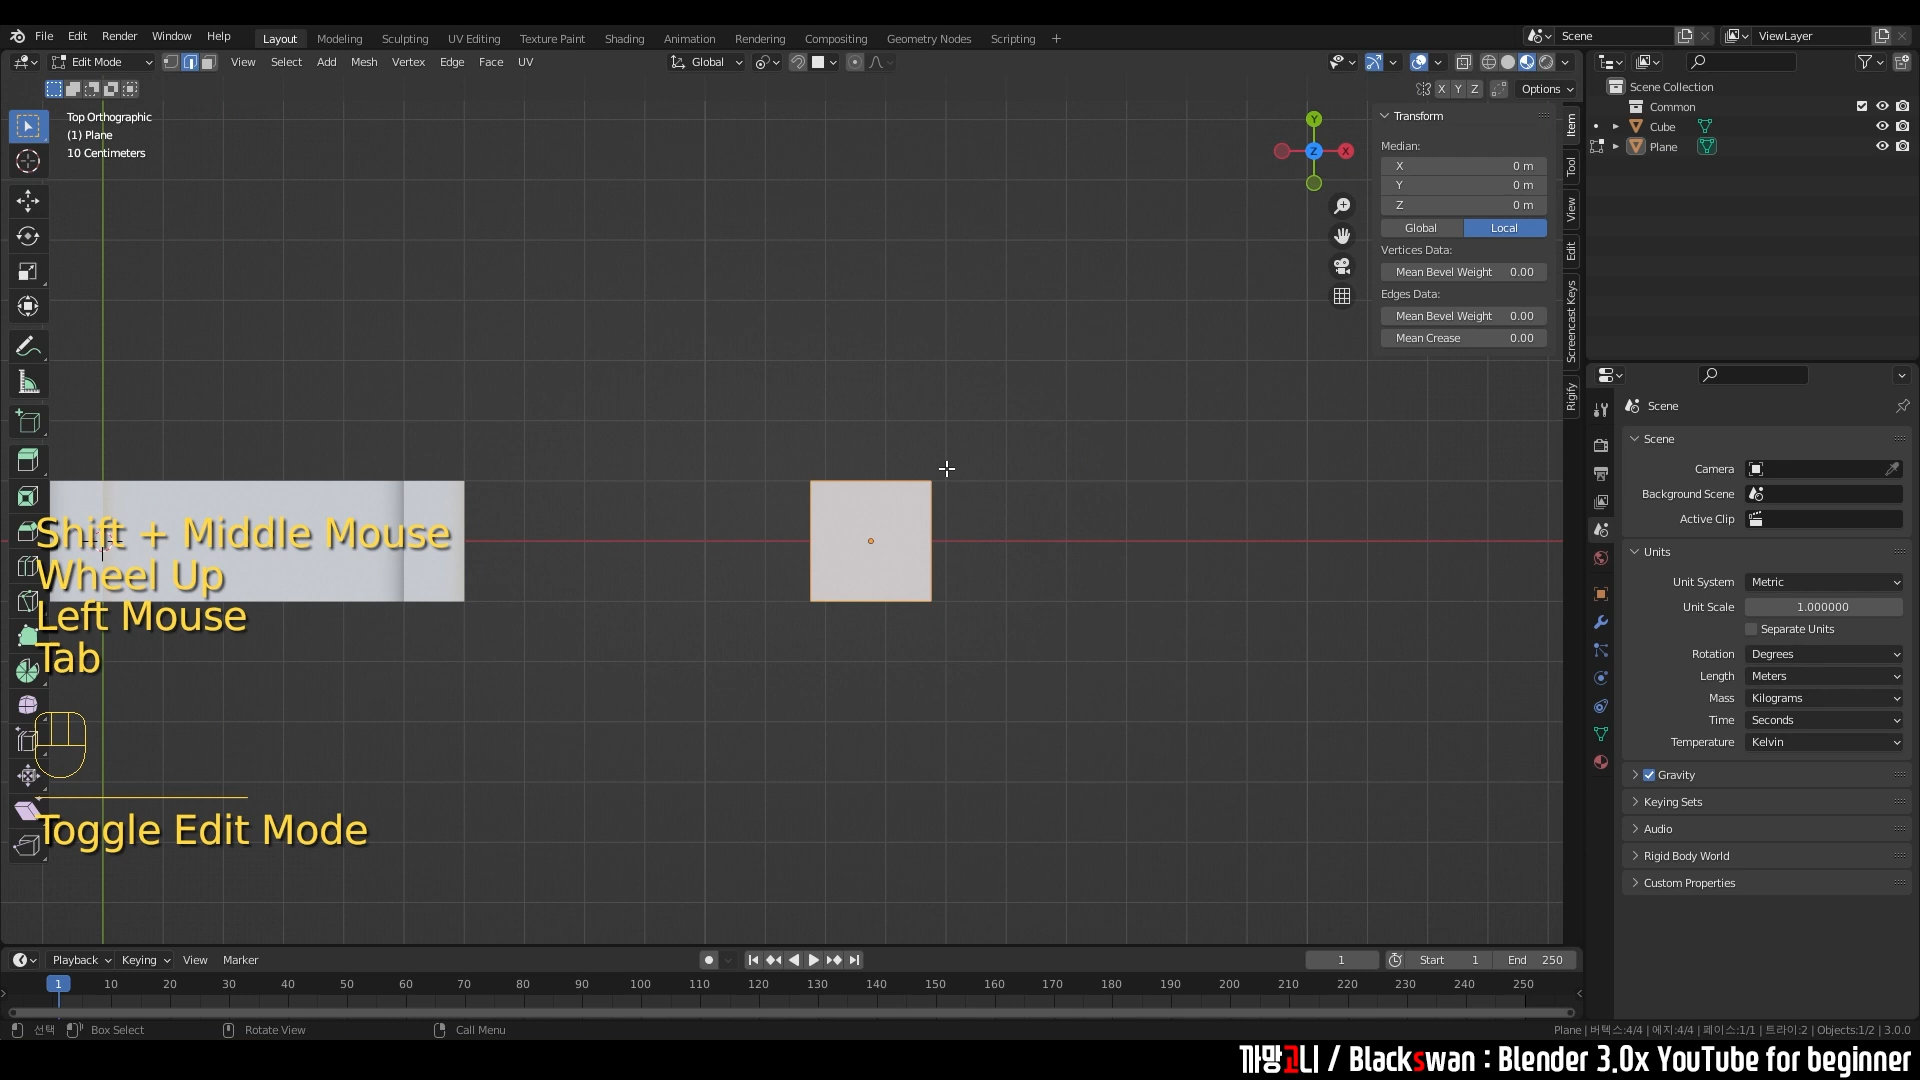 File Edit Render Window Help Layout Modeling Sculpting UV Editing Texture Paint Shading Animation Rendering Compositing Geometry Nodes Scripting + Scene ViewLayer
Edit Mode View Select Add Mesh Vertex Edge Face UV Global
X Y Z Options
Top Orthographic
(1) Plane
10 Centimeters
Y
Z
X
Transform
Median:
X 0 m
Y 0 m
Z 0 m
Global Local
Vertices Data:
Mean Bevel Weight 0.00
Edges Data:
Mean Bevel Weight 0.00
Mean Crease 0.00
Item
Tool
View
Edit
Screencast Keys
Rigify
Scene Collection
Common
Cube
Plane
Scene
Scene
Camera
Background Scene
Active Clip
Units
Unit System Metric
Unit Scale 1.000000
Separate Units
Rotation Degrees
Length Meters
Mass Kilograms
Time Seconds
Temperature Kelvin
Gravity
Keying Sets
Audio
Rigid Body World
Custom Properties
Shift + Middle Mouse
Wheel Up
Left Mouse
Tab
Toggle Edit Mode
Playback Keying View Marker 1 Start 1 End 250
1 10 20 30 40 50 60 70 80 90 100 110 120 130 140 150 160 170 180 190 200 210 220 230 240 250
선택 Box Select Rotate View Call Menu
Plane | 버텍스:4/4 | 에지:4/4 | 페이스:1/1 | 트라이:2 | Objects:1/2 | 3.0.0
까망고니 / Blackswan : Blender 3.0x YouTube for beginner